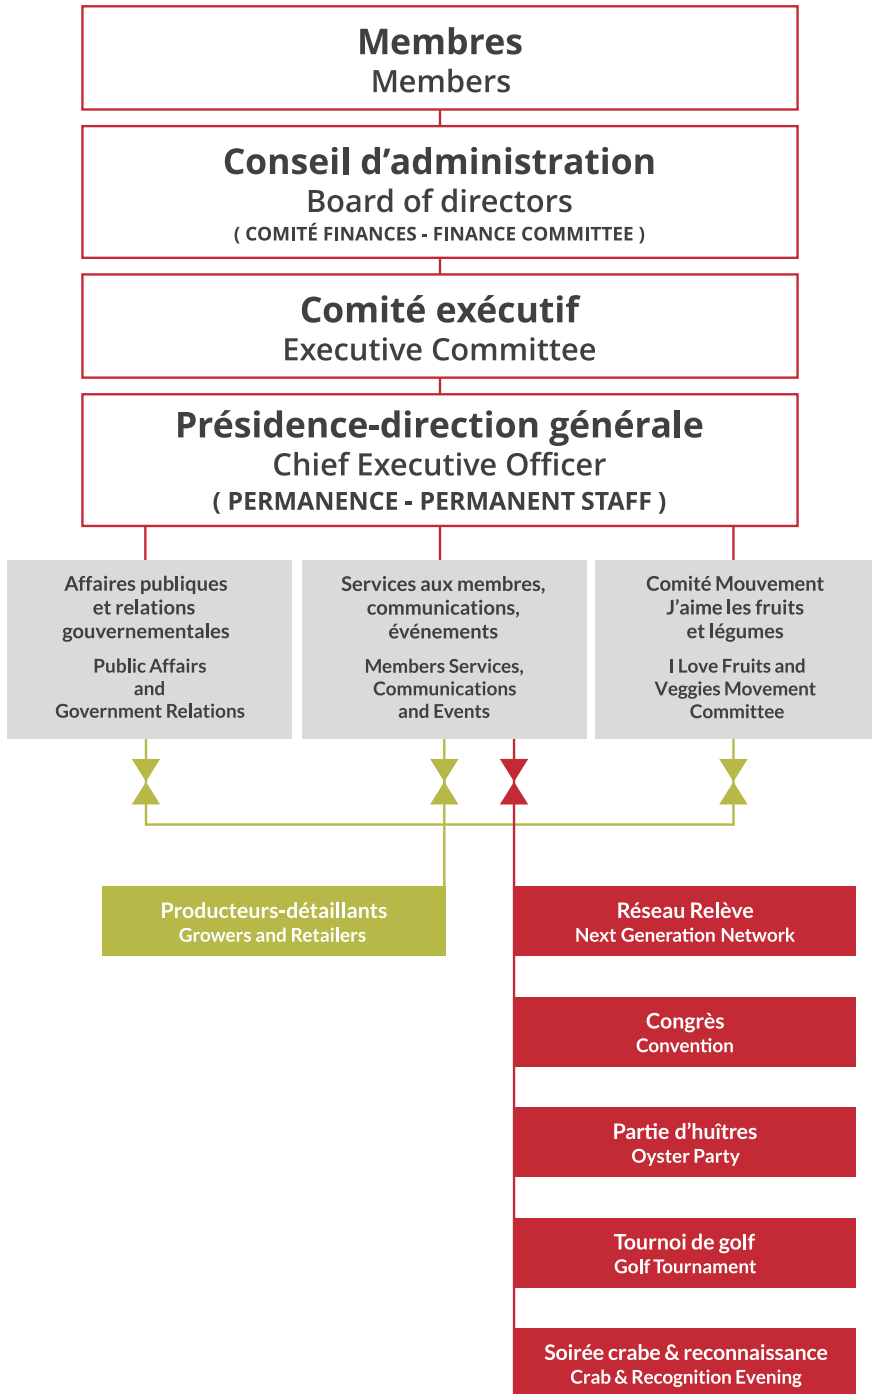 Membres
Members
Conseil d’administration
Board of directors
( COMITÉ FINANCES - FINANCE COMMITTEE )
Comité exécutif
Executive Committee
Présidence-direction générale
Chief Executive Officer
( PERMANENCE - PERMANENT STAFF )
Affaires publiques
et relations
gouvernementales
Public Affairs
and
Government Relations
Services aux membres,
communications,
événements
Members Services,
Communications
and Events
Comité Mouvement
J’aime les fruits
et légumes
I Love Fruits and
Veggies Movement
Committee
Producteurs-détaillants
Growers and Retailers
Réseau Relève
Next Generation Network
Congrès
Convention
Partie d’huîtres
Oyster Party
Tournoi de golf
Golf Tournament
Soirée crabe & reconnaissance
Crab & Recognition Evening